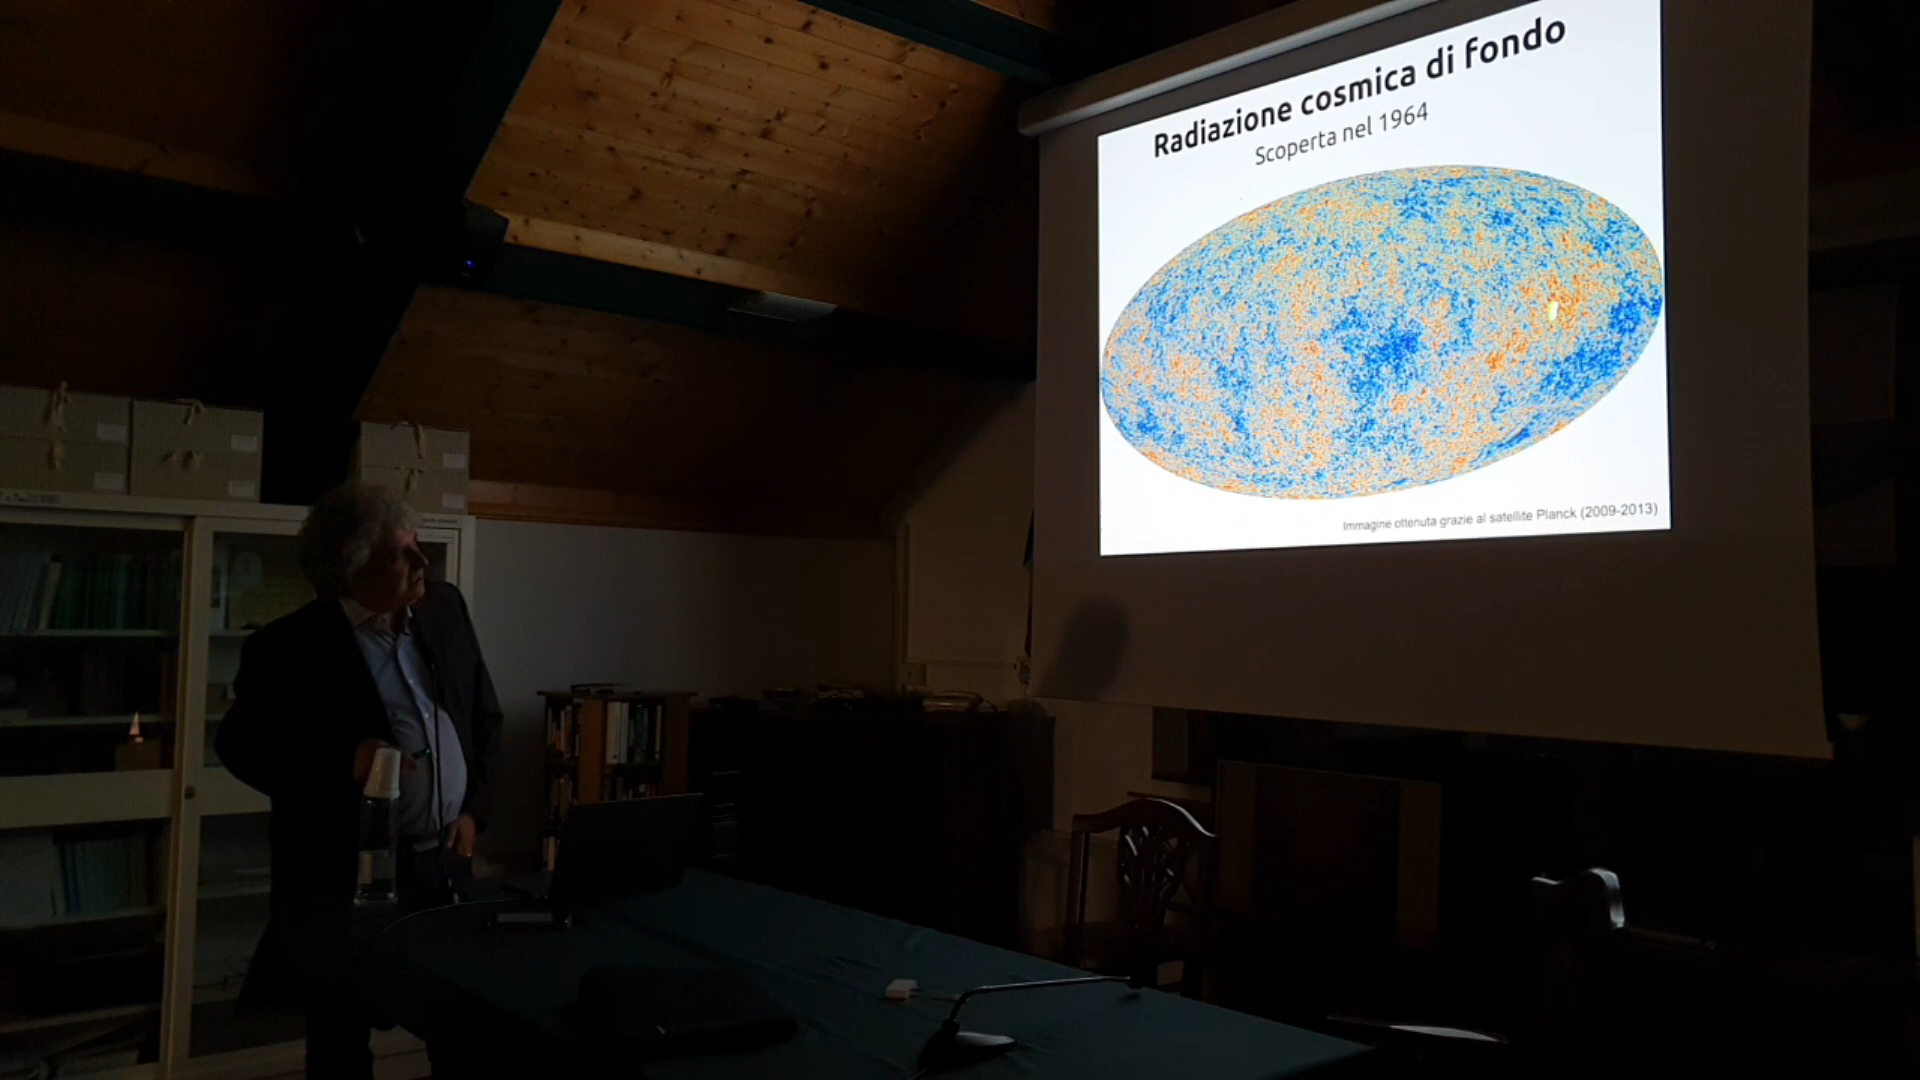 Radiazione cosmica di fondo
Scoperta nel 1964
Immagine ottenuta grazie al satellite Planck (2009-2013)